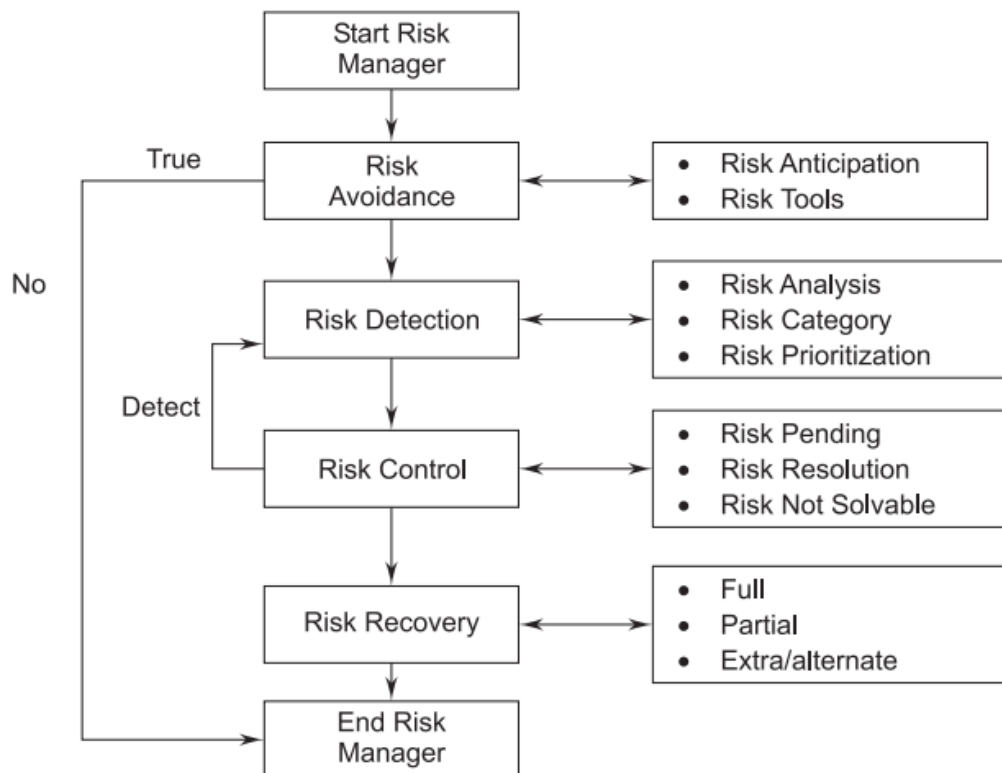 Start Risk
Manager
True
Risk
Avoidance
• Risk Anticipation
• Risk Tools
No
Risk Detection
• Risk Analysis
• Risk Category
• Risk Prioritization
Detect
Risk Control
• Risk Pending
• Risk Resolution
• Risk Not Solvable
Risk Recovery
• Full
• Partial
• Extra/alternate
End Risk
Manager